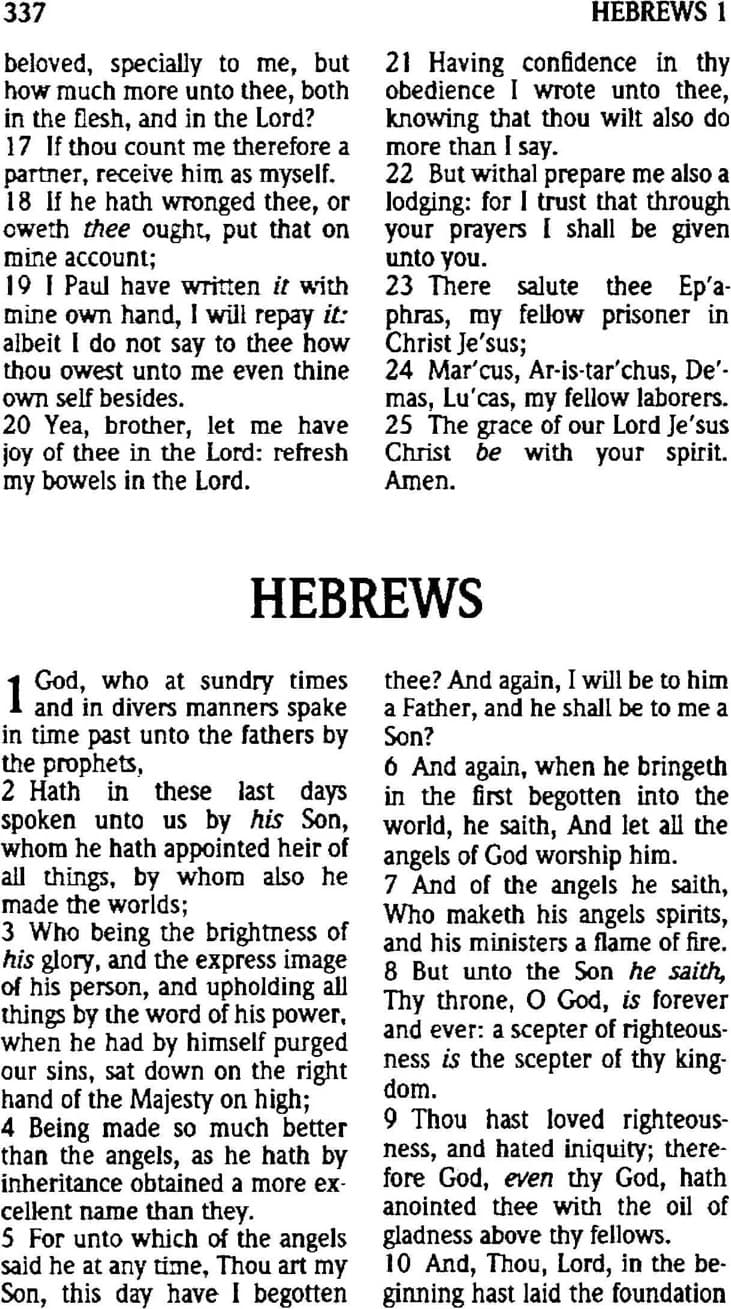 337
HEBREWS 1
beloved, specially to me, but
how much more unto thee, both
in the flesh, and in the Lord?
17 If thou count me therefore a
partner, receive him as myself.
18 If he hath wronged thee, or
oweth thee ought, put that on
mine account;
19 I Paul have written it with
mine own hand, I will repay it:
albeit I do not say to thee how
thou owest unto me even thine
own self besides.
20 Yea, brother, let me have
joy of thee in the Lord: refresh
my bowels in the Lord.
21 Having confidence in thy
obedience I wrote unto thee,
knowing that thou wilt also do
more than I say.
22 But withal prepare me also a
lodging: for I trust that through
your prayers I shall be given
unto you.
23 There salute thee Ep'a-
phras, my fellow prisoner in
Christ Je'sus;
24 Mar'cus, Ar-is-tar'chus, De'-
mas, Lu'cas, my fellow laborers.
25 The grace of our Lord Je'sus
Christ be with your spirit.
Amen.
HEBREWS
1 God, who at sundry times
and in divers manners spake
in time past unto the fathers by
the prophets,
2 Hath in these last days
spoken unto us by his Son,
whom he hath appointed heir of
all things, by whom also he
made the worlds;
3 Who being the brightness of
his glory, and the express image
of his person, and upholding all
things by the word of his power,
when he had by himself purged
our sins, sat down on the right
hand of the Majesty on high;
4 Being made so much better
than the angels, as he hath by
inheritance obtained a more ex-
cellent name than they.
5 For unto which of the angels
said he at any time, Thou art my
Son, this day have I begotten
thee? And again, I will be to him
a Father, and he shall be to me a
Son?
6 And again, when he bringeth
in the first begotten into the
world, he saith, And let all the
angels of God worship him.
7 And of the angels he saith,
Who maketh his angels spirits,
and his ministers a flame of fire.
8 But unto the Son he saith,
Thy throne, O God, is forever
and ever: a scepter of righteous-
ness is the scepter of thy king-
dom.
9 Thou hast loved righteous-
ness, and hated iniquity; there-
fore God, even thy God, hath
anointed thee with the oil of
gladness above thy fellows.
10 And, Thou, Lord, in the be-
ginning hast laid the foundation